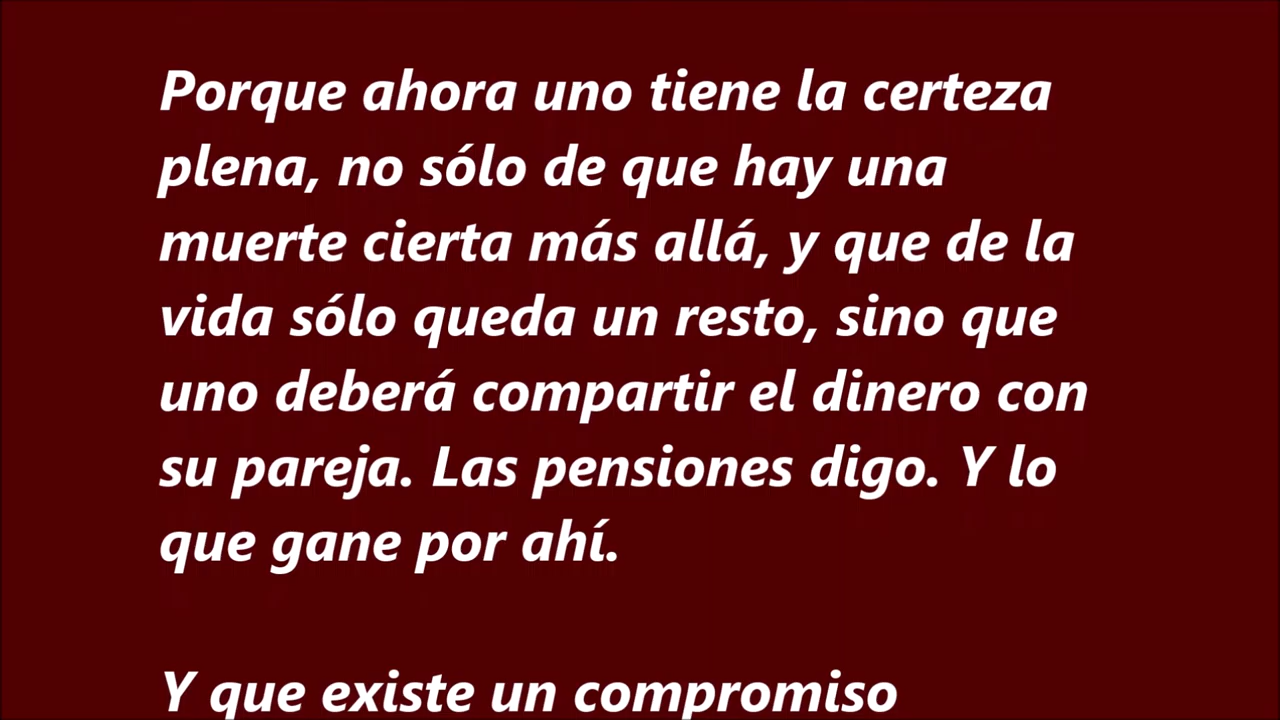 Porque ahora uno tiene la certeza
plena, no sólo de que hay una
muerte cierta más allá, y que de la
vida sólo queda un resto, sino que
uno deberá compartir el dinero con
su pareja. Las pensiones digo. Y lo
que gane por ahí.
Y que existe un compromiso